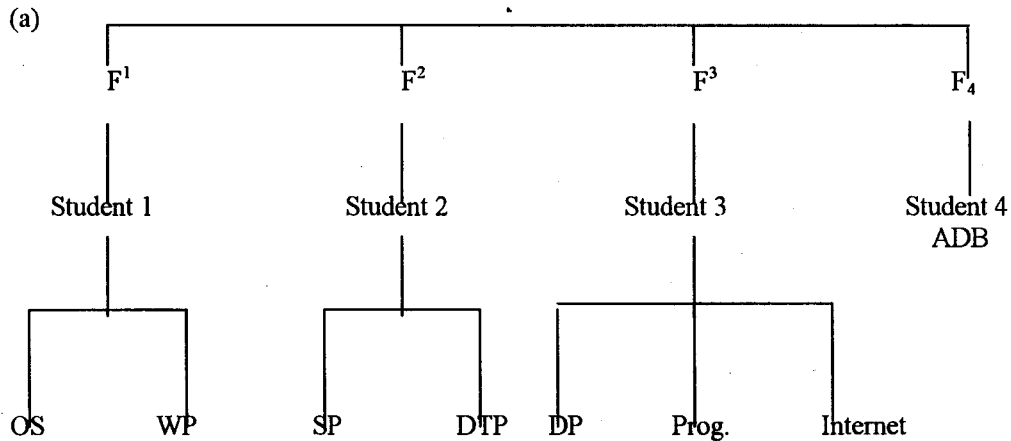 (a)
F¹ F² F³ F₄
Student 1 Student 2 Student 3 Student 4
ADB
OS WP SP DTP DP Prog. Internet